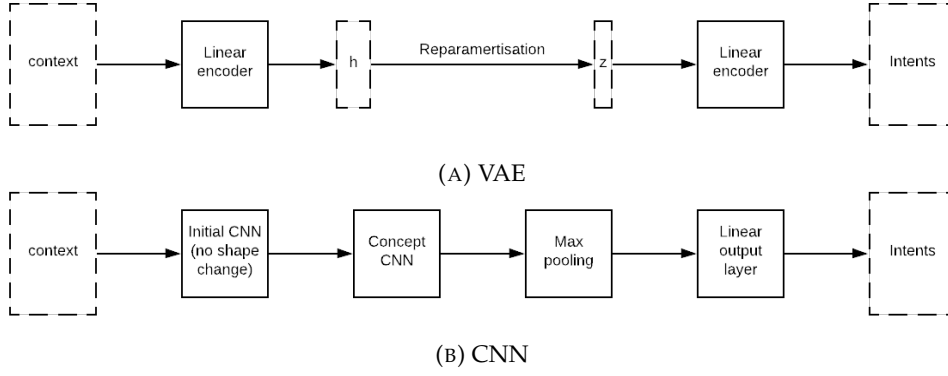 context
Linear
encoder
h
Reparamertisation
z
Linear
encoder
Intents
(A) VAE
context
Initial CNN
(no shape
change)
Concept
CNN
Max
pooling
Linear
output
layer
Intents
(B) CNN